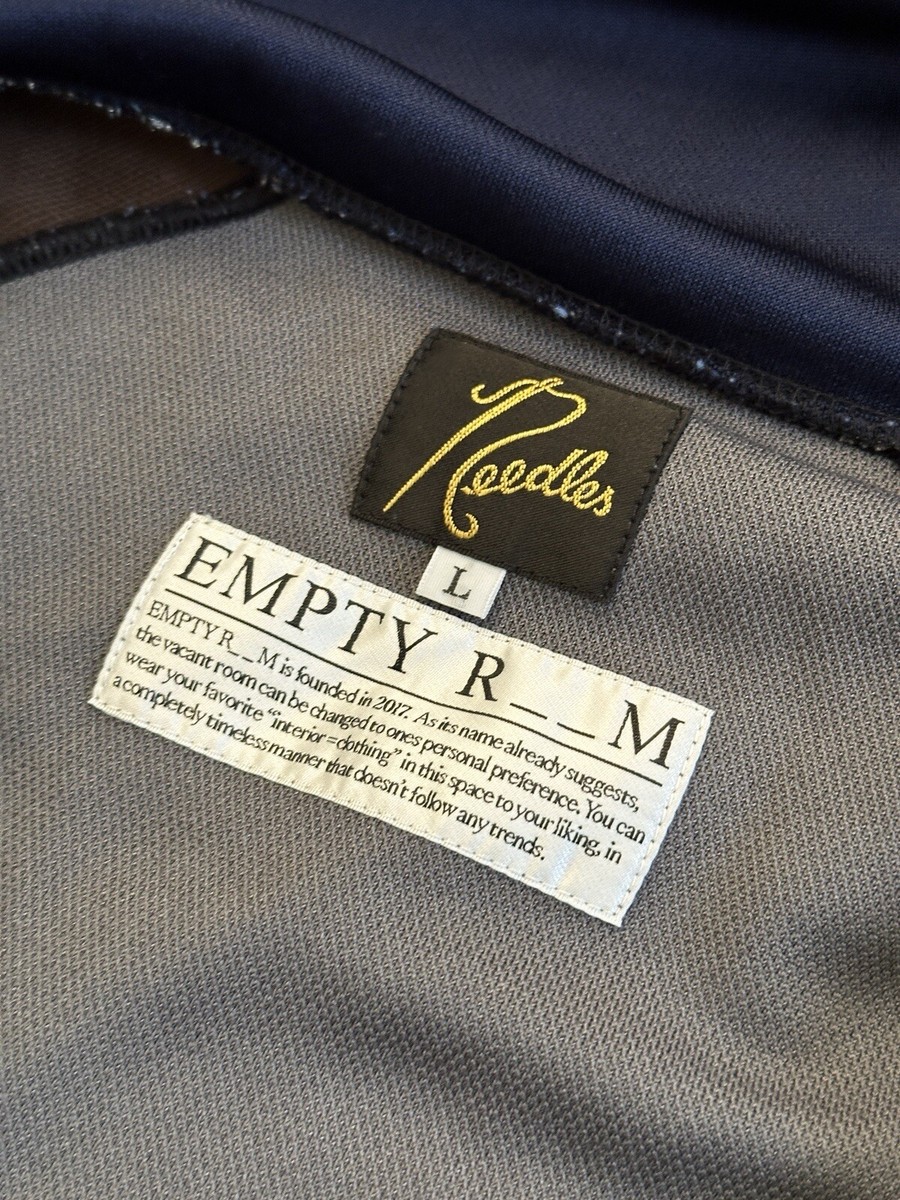 Needles
L
EMPTY R__M
EMPTY R__M is founded in 2017. As its name already suggests,
the vacant room can be changed to ones personal preference. You can
wear your favorite “interior=clothing” in this space to your liking, in
a completely timeless manner that doesn't follow any trends.